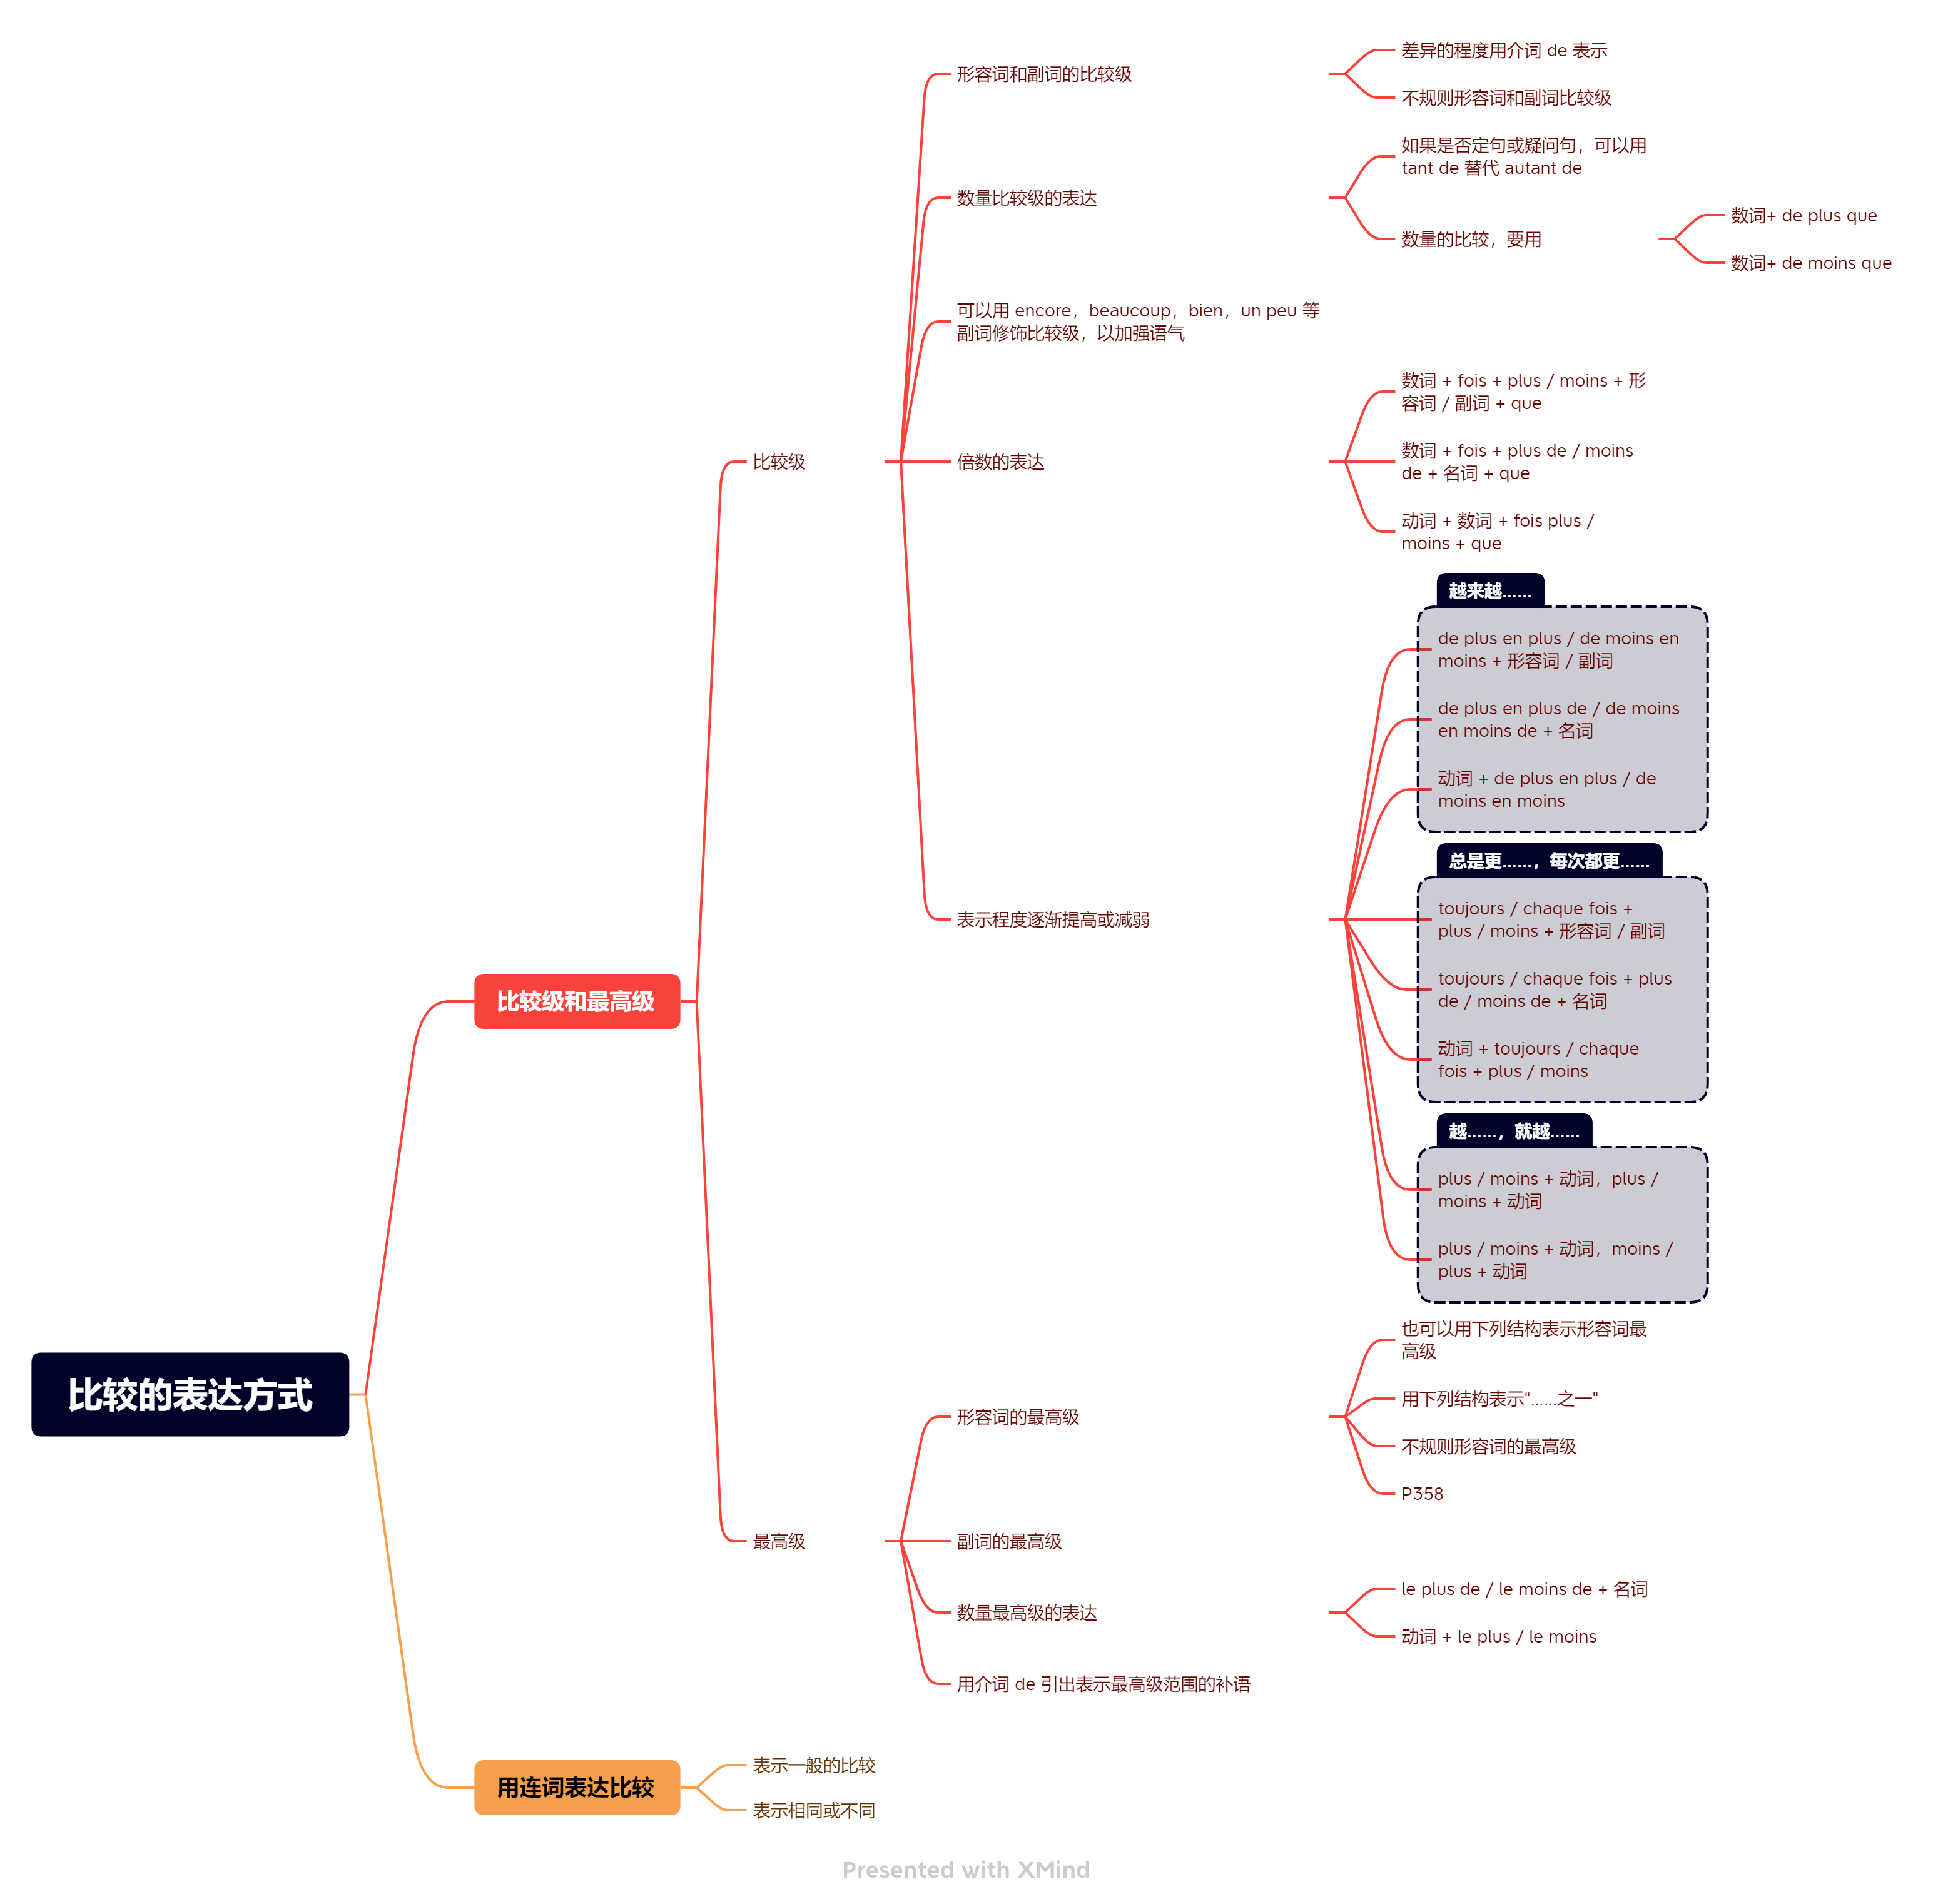 比较的表达方式
比较级和最高级
比较级
形容词和副词的比较级
差异的程度用介词 de 表示
不规则形容词和副词比较级
数量比较级的表达
如果是否定句或疑问句，可以用
tant de 替代 autant de
数量的比较，要用
数词+ de plus que
数词+ de moins que
可以用 encore，beaucoup，bien，un peu 等
副词修饰比较级，以加强语气
倍数的表达
数词 + fois + plus / moins + 形
容词 / 副词 + que
数词 + fois + plus de / moins
de + 名词 + que
动词 + 数词 + fois plus /
moins + que
表示程度逐渐提高或减弱
越来越……
de plus en plus / de moins en
moins + 形容词 / 副词
de plus en plus de / de moins
en moins de + 名词
动词 + de plus en plus / de
moins en moins
总是更……，每次都更……
toujours / chaque fois +
plus / moins + 形容词 / 副词
toujours / chaque fois + plus
de / moins de + 名词
动词 + toujours / chaque
fois + plus / moins
越……，就越……
plus / moins + 动词，plus /
moins + 动词
plus / moins + 动词，moins /
plus + 动词
最高级
形容词的最高级
也可以用下列结构表示形容词最
高级
用下列结构表示"……之一"
不规则形容词的最高级
P358
副词的最高级
数量最高级的表达
le plus de / le moins de + 名词
动词 + le plus / le moins
用介词 de 引出表示最高级范围的补语
用连词表达比较
表示一般的比较
表示相同或不同
Presented with XMind